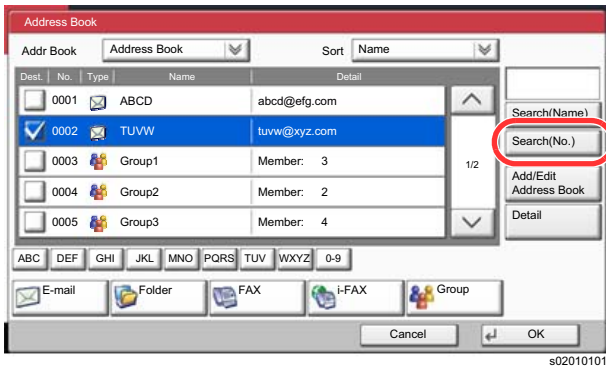 Address Book
Addr Book Address Book Sort Name
Dest. No. Type Name Detail
0001 ABCD abcd@efg.com
Search(Name)
0002 TUVW tuvw@xyz.com
Search(No.)
0003 Group1 Member: 3
1/2
Add/Edit
Address Book
0004 Group2 Member: 2
Detail
0005 Group3 Member: 4
ABC DEF GHI JKL MNO PQRS TUV WXYZ 0-9
E-mail Folder FAX i-FAX Group
Cancel OK
s02010101